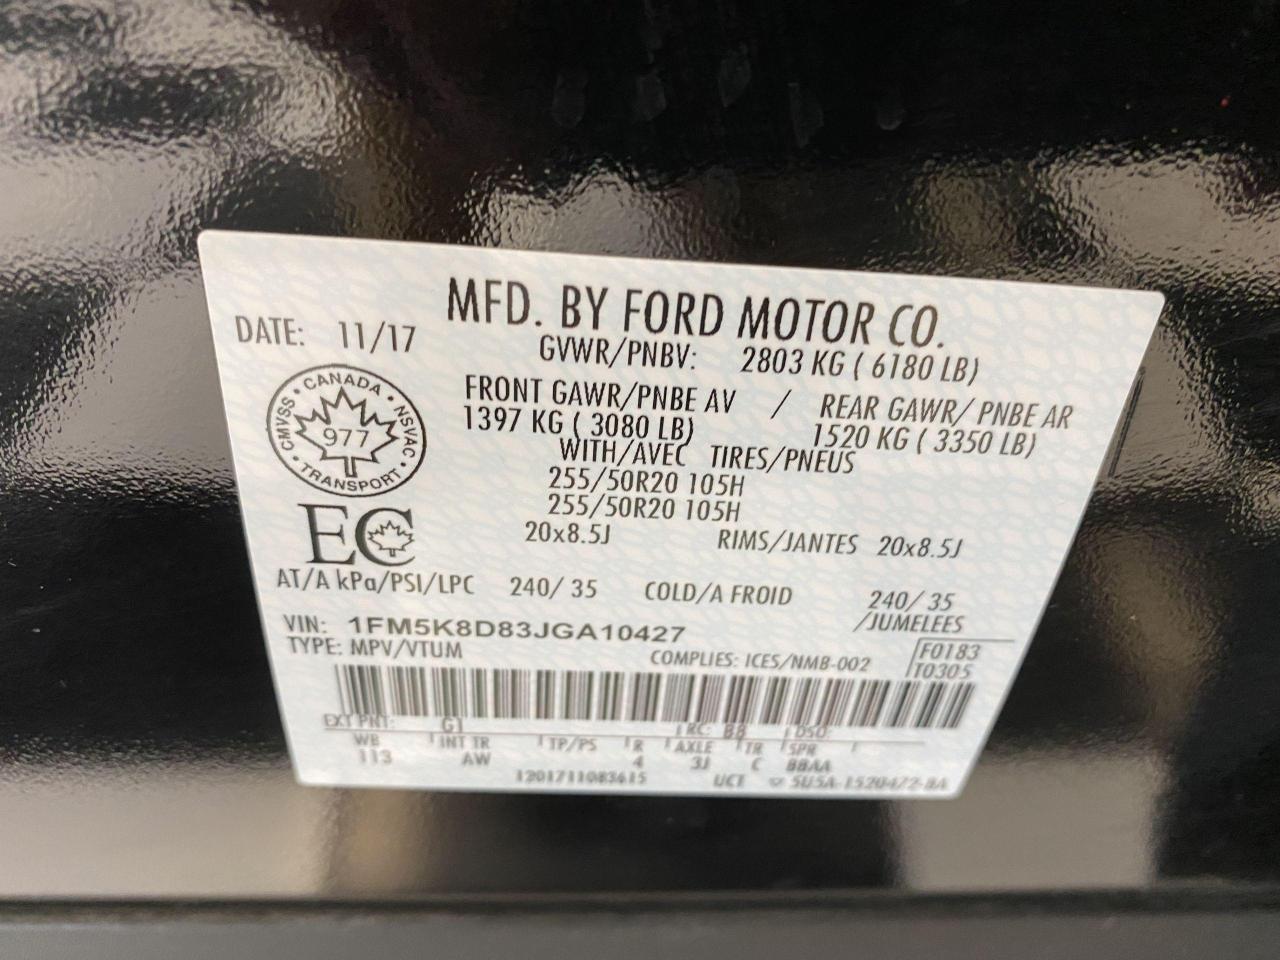 MFD. BY FORD MOTOR CO.
DATE: 11/17
GVWR/PNBV: 2803 KG ( 6180 LB)
FRONT GAWR/PNBE AV / REAR GAWR/ PNBE AR
1397 KG ( 3080 LB) 1520 KG ( 3350 LB)
WITH/AVEC TIRES/PNEUS
255/50R20 105H
255/50R20 105H
20x8.5J RIMS/JANTES 20x8.5J
CANADA
CMVSS 977 NSVAC
TRANSPORT
EC
AT/A kPa/PSI/LPC 240/ 35 COLD/A FROID 240/ 35
/JUMELEES
VIN: 1FM5K8D83JGA10427
TYPE: MPV/VTUM
COMPLIES: ICES/NMB-002
F0183
T0305
EXT PNT: G1 RC: BB DSO:
WB INT TR TP/PS R AXLE TR SPR
113 AW 4 3J C BBAA
1201711083615 UCT 5U5A-1520472-BA